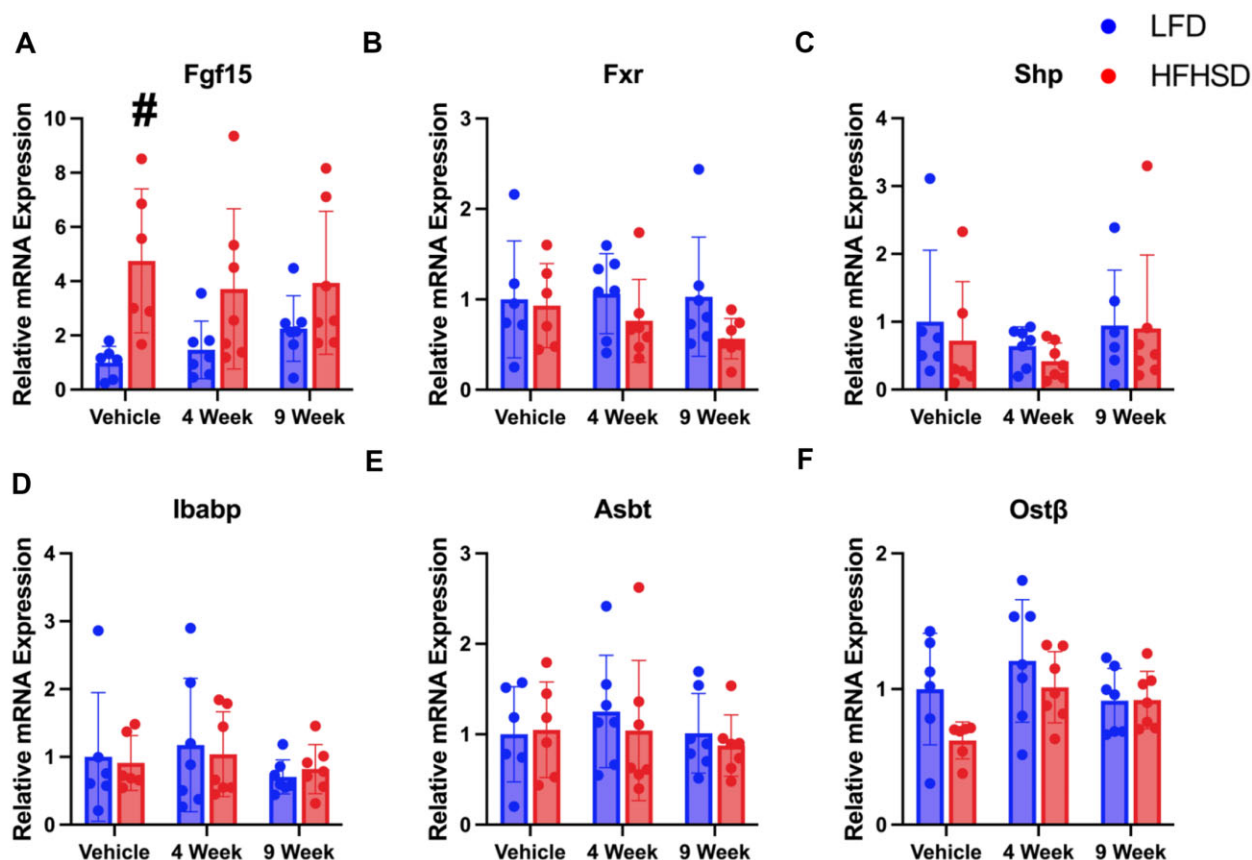 A
B
C
LFD
HFHSD
Fgf15
Fxr
Shp
#
Relative mRNA Expression
10
8
6
4
2
0
Vehicle
4 Week
9 Week
Relative mRNA Expression
3
2
1
0
Vehicle
4 Week
9 Week
Relative mRNA Expression
4
3
2
1
0
Vehicle
4 Week
9 Week
D
E
F
Ibabp
Asbt
Ostβ
Relative mRNA Expression
4
3
2
1
0
Vehicle
4 Week
9 Week
Relative mRNA Expression
3
2
1
0
Vehicle
4 Week
9 Week
Relative mRNA Expression
2
1
0
Vehicle
4 Week
9 Week